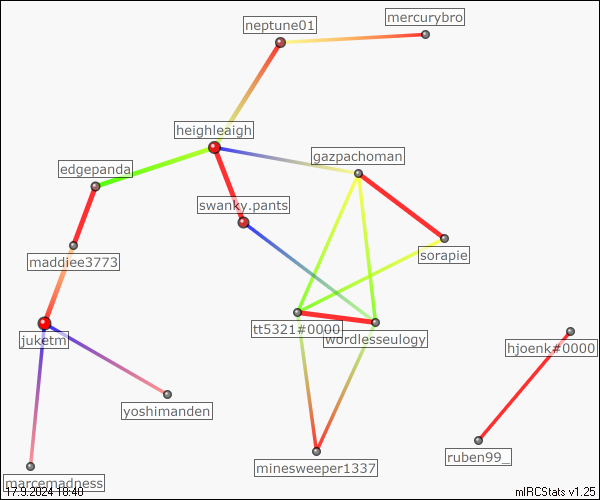 mercurybro
neptune01
heighleaigh
gazpachoman
edgepanda
swanky.pants
sorapie
maddiee3773
tt5321#0000
wordlesseulogy
juketm
hjoenk#0000
yoshimanden
ruben99_
minesweeper1337
marcemadness
17.9.2024 18:40
mIRCStats v1.25